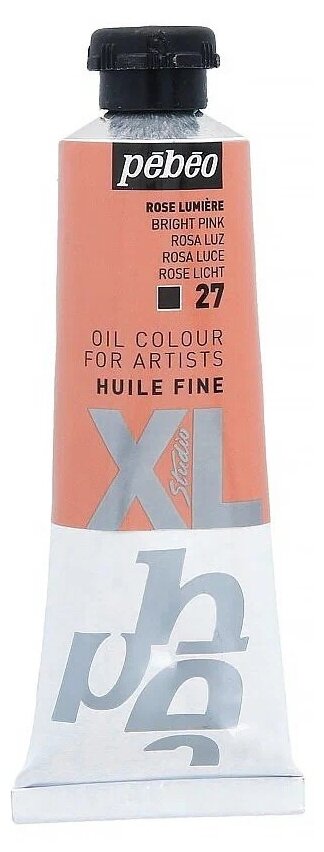 pēbēo
ROSE LUMIÈRE
BRIGHT PINK
ROSA LUZ
ROSA LUCE
ROSE LICHT
27
OIL COLOUR
FOR ARTISTS
HUILE FINE
XL
Studio